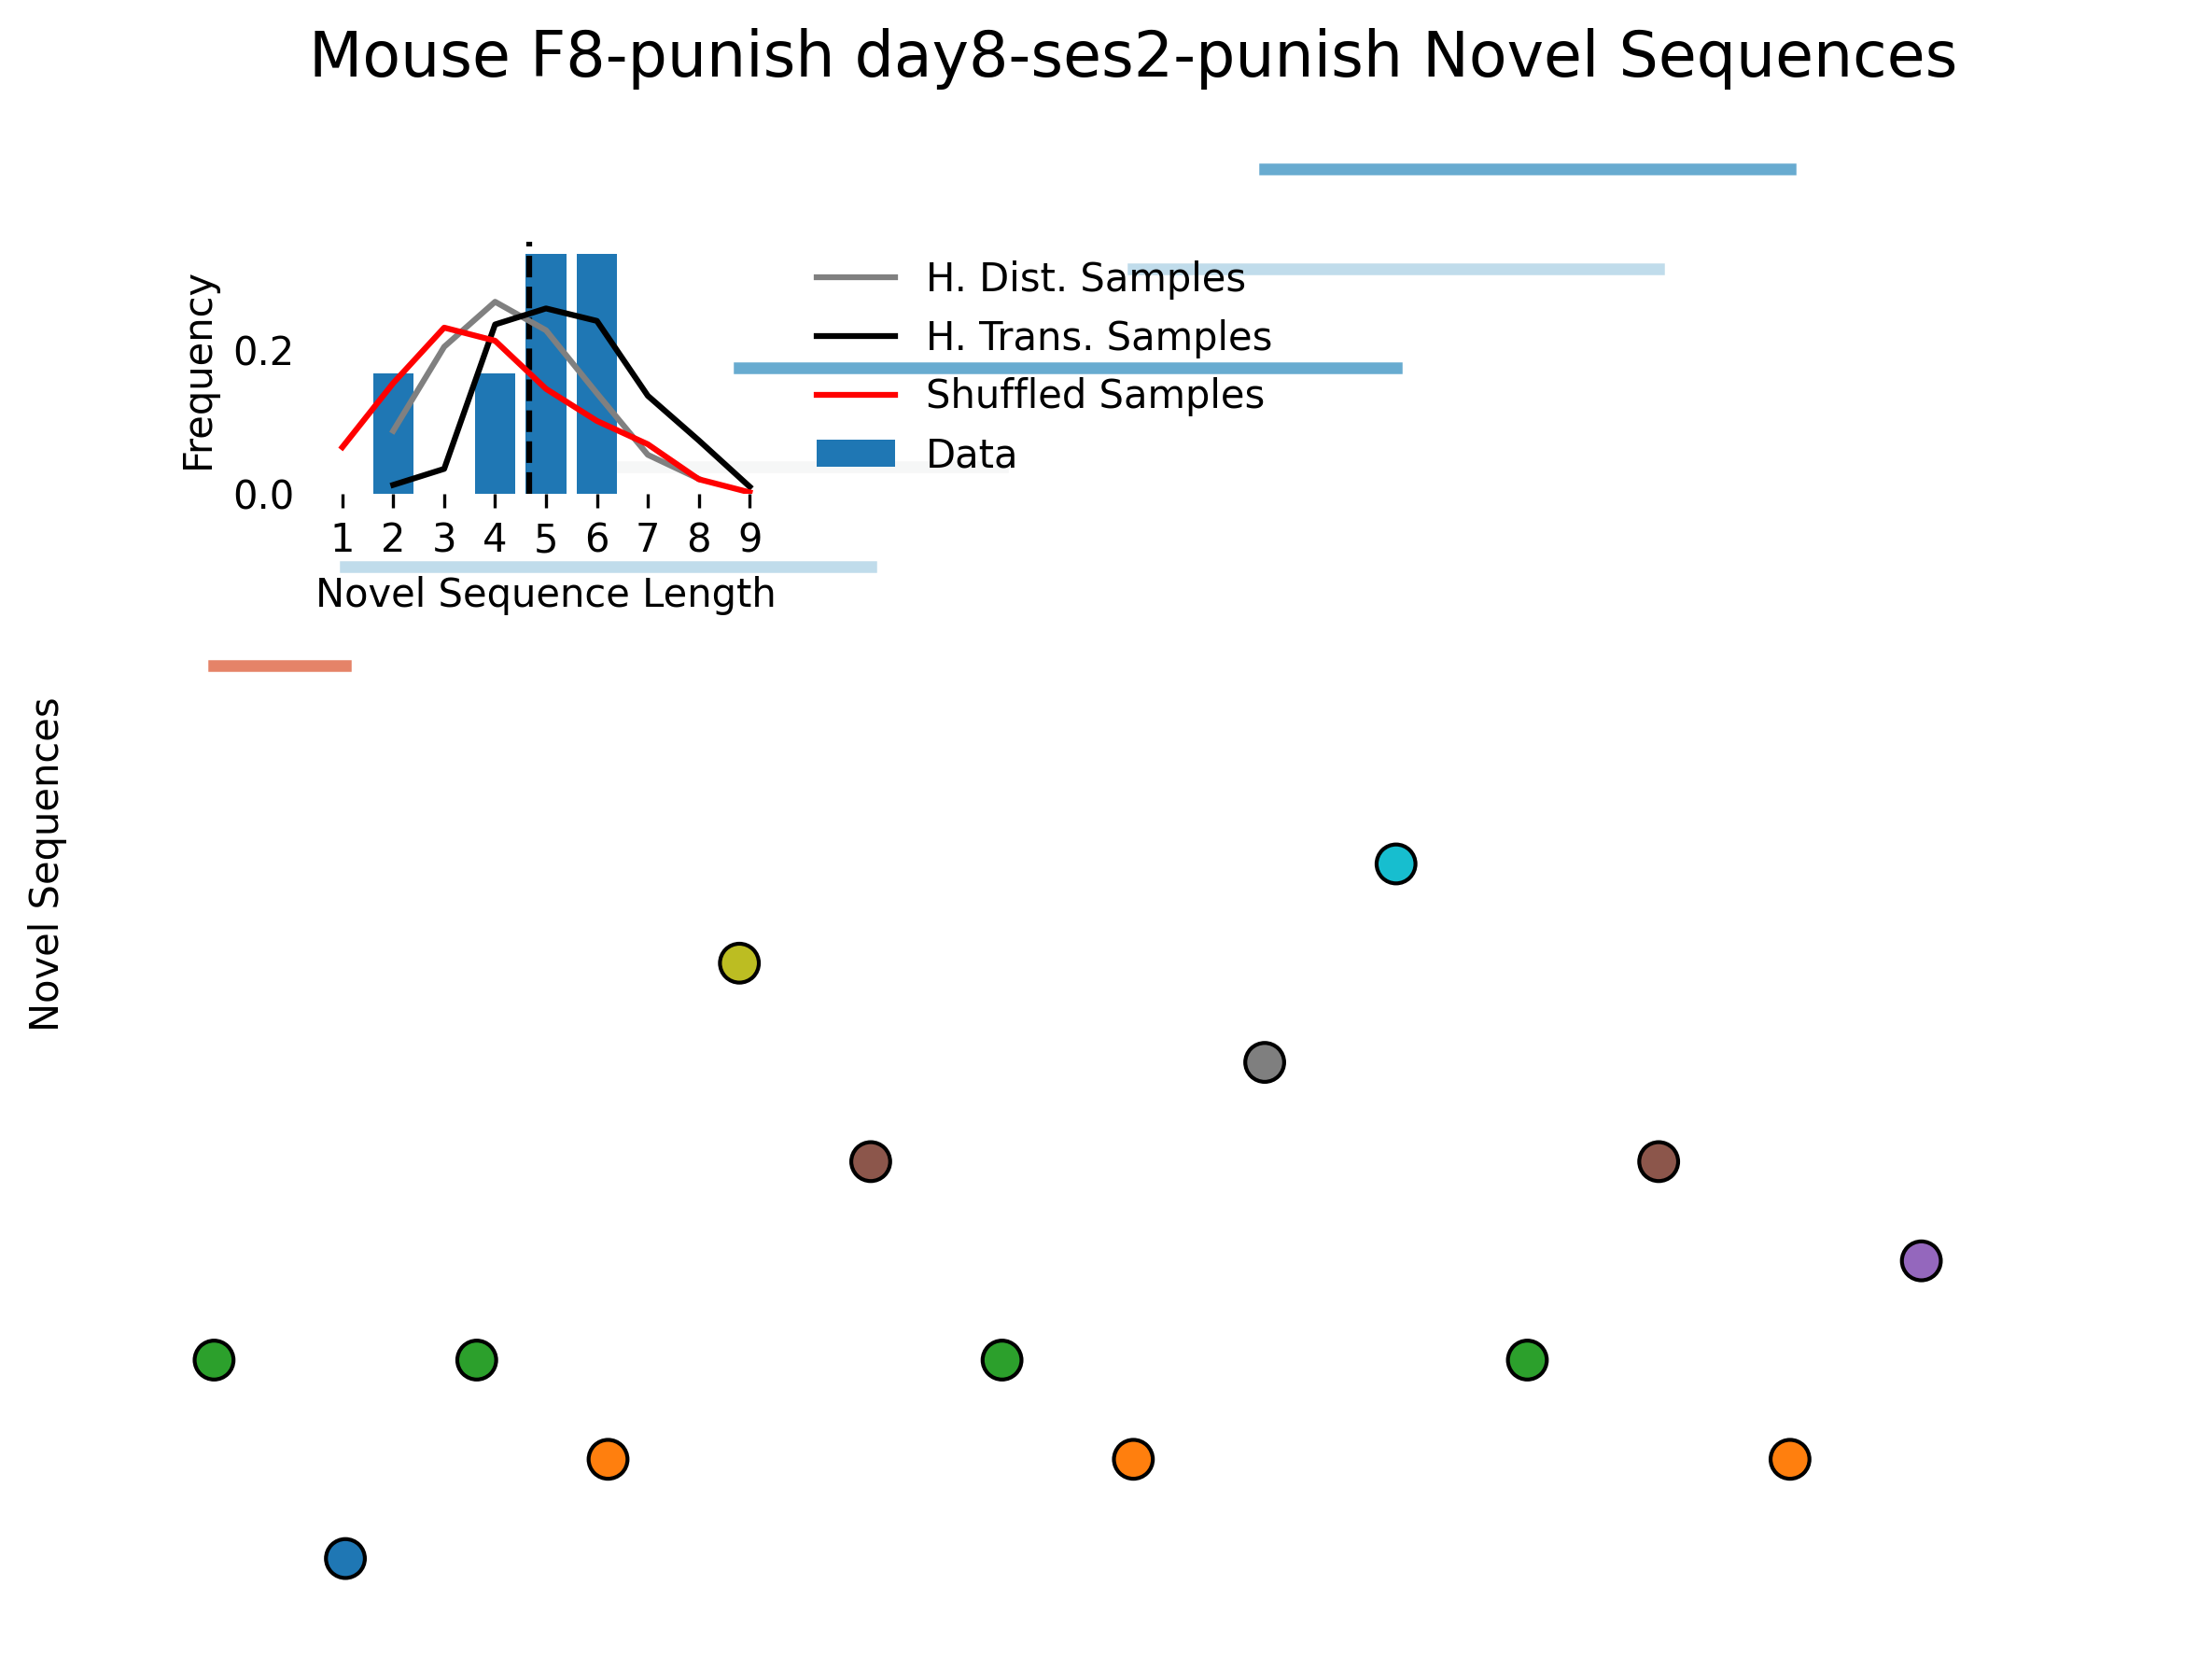 Mouse F8-punish day8-ses2-punish Novel Sequences
Frequency
0.2
0.0
1 2 3 4 5 6 7 8 9
Novel Sequence Length
H. Dist. Samples
H. Trans. Samples
Shuffled Samples
Data
Novel Sequences